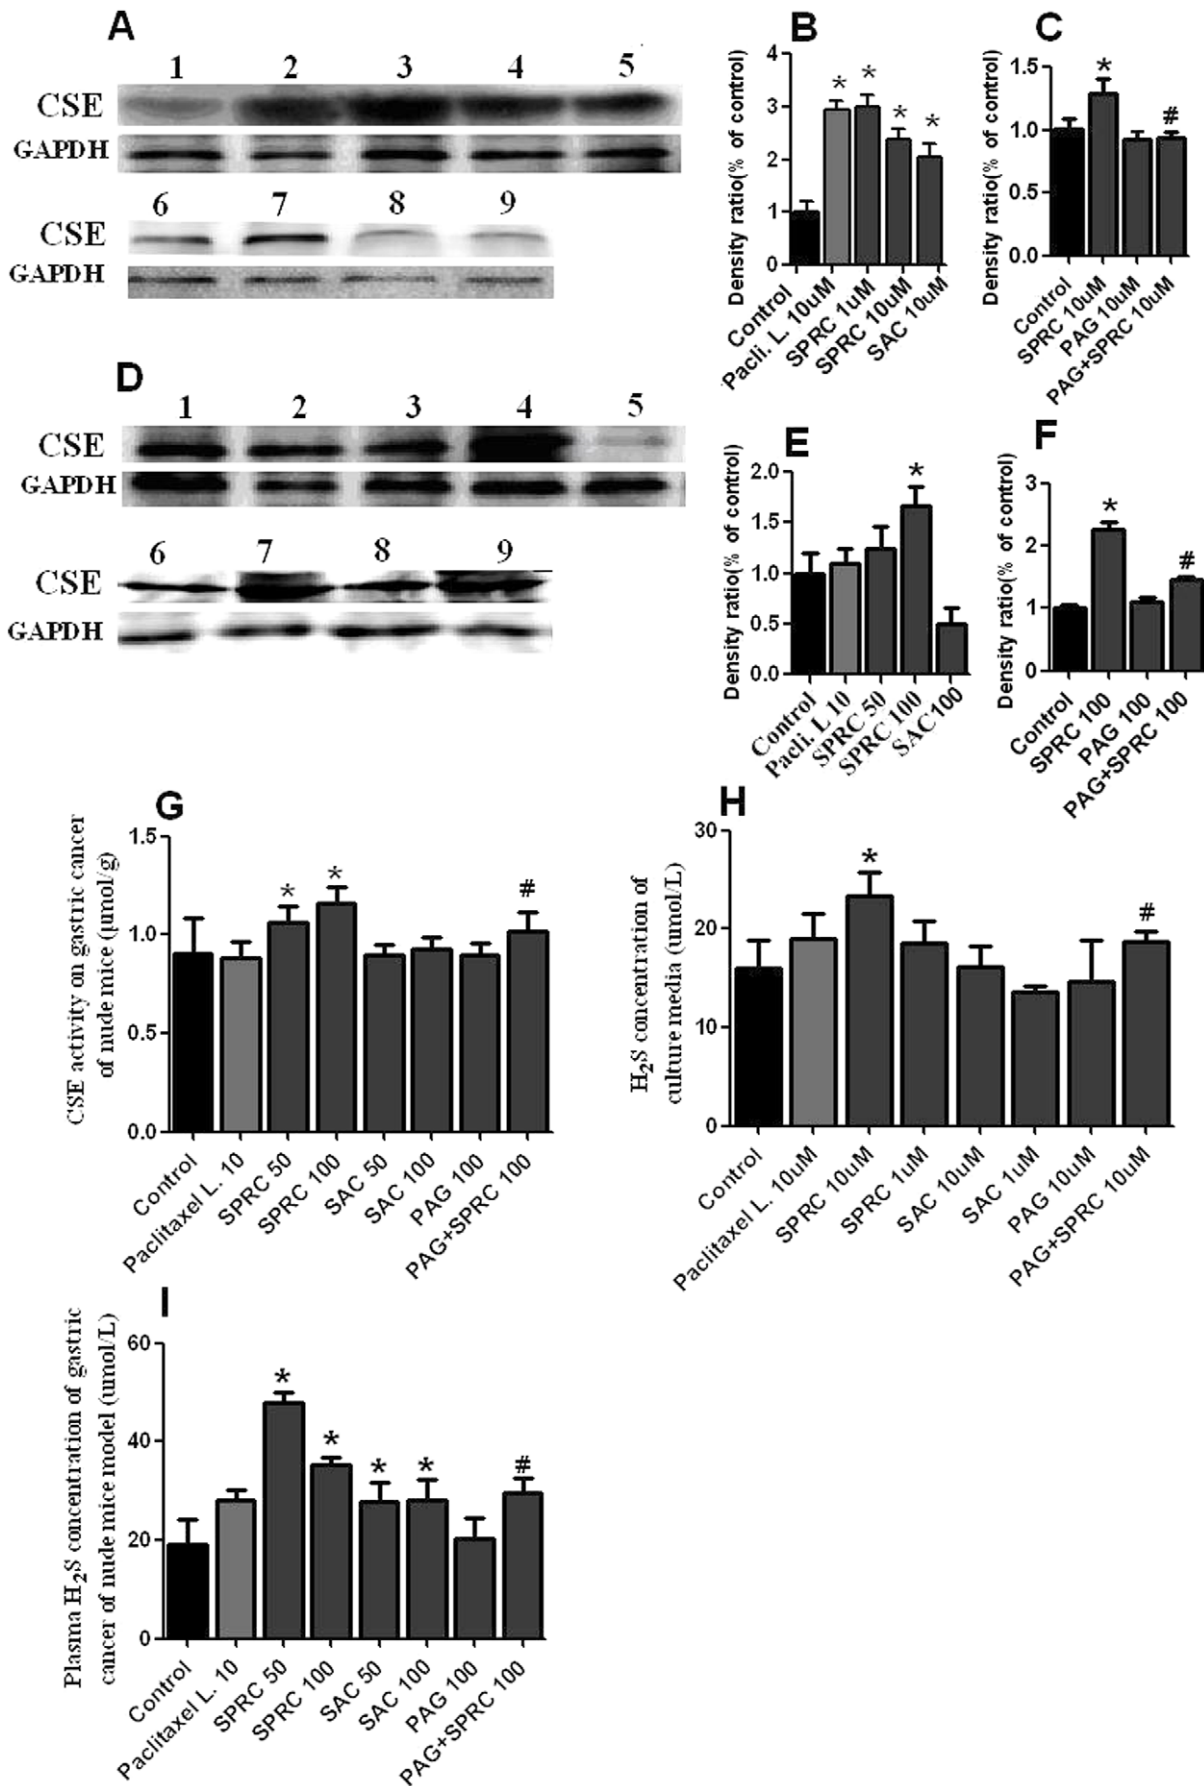 A
1 2 3 4 5
CSE
GAPDH
6 7 8 9
CSE
GAPDH
B
Density ratio(% of control)
4
3
2
1
0
* * * *
Control
Pacli. L. 10uM
SPRC 1uM
SPRC 10uM
SAC 10uM
C
Density ratio(% of control)
1.5
1.0
0.5
0.0
* #
Control
SPRC 10uM
PAG 10uM
PAG+SPRC 10uM
D
1 2 3 4 5
CSE
GAPDH
6 7 8 9
CSE
GAPDH
E
Density ratio(% of control)
2.0
1.5
1.0
0.5
0.0
*
Control
Pacli. L 10
SPRC 50
SPRC 100
SAC100
F
Density ratio(% of control)
3
2
1
0
* #
Control
SPRC 100
PAG 100
PAG+SPRC 100
G
CSE activity on gastric cancer
of nude mice (μmol/g)
1.5
1.0
0.5
0.0
* * #
Control
Paclitaxel L. 10
SPRC 50
SPRC 100
SAC 50
SAC 100
PAG 100
PAG+SPRC 100
H
H₂S concentration of
culture media (umol/L)
30
20
10
0
* #
Control
Paclitaxel L. 10uM
SPRC 10uM
SPRC 1uM
SAC 10uM
SAC 1uM
PAG 10uM
PAG+SPRC 10uM
I
Plasma H₂S concentration of gastric
cancer of nude mice model (umol/L)
60
40
20
0
* * * * #
Control
Paclitaxel L. 10
SPRC 50
SPRC 100
SAC 50
SAC 100
PAG 100
PAG+SPRC 100